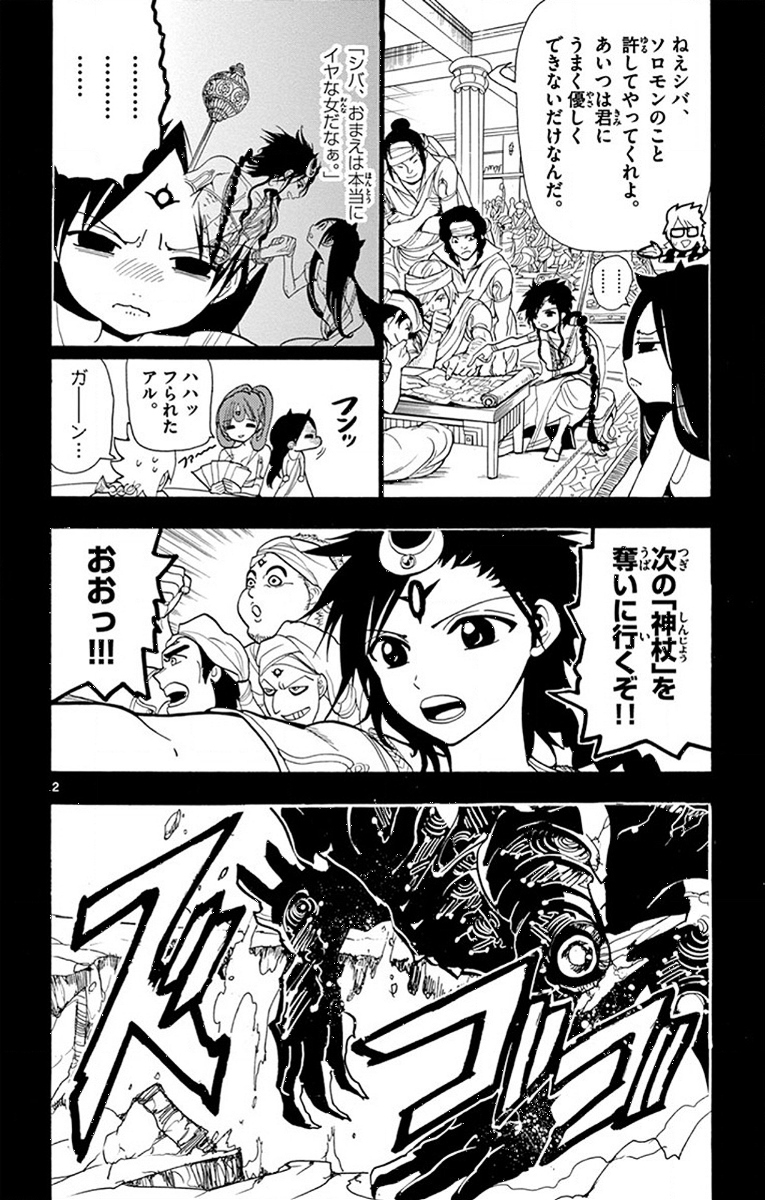 ねえシバ、
ソロモンのこと
許してやってくれよ。
あいつは君に
うまく優しく
できないだけなんだ。
………
「シバ、おまえは本当に
イヤな女だなぁ。」
………
………
フンッ
ハハッ
フられた
アル。
ガーーン…
次の「神杖」を
奪いに行くぞ!!
おおっ!!!
2
ズ
ゴゴ